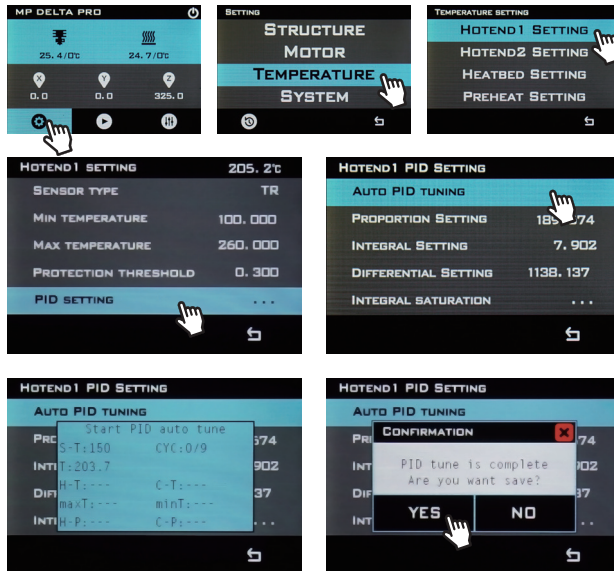 MP DELTA PRO
25.4/0℃
24.7/0℃
X
Y
Z
0.0
0.0
325.0
SETTING
STRUCTURE
MOTOR
TEMPERATURE
SYSTEM
TEMPERATURE SETTING
HOTEND1 SETTING
HOTEND2 SETTING
HEATBED SETTING
PREHEAT SETTING
HOTEND1 SETTING 205.2℃
SENSOR TYPE TR
MIN TEMPERATURE 100.000
MAX TEMPERATURE 260.000
PROTECTION THRESHOLD 0.300
PID SETTING ...
HOTEND1 PID SETTING
AUTO PID TUNING
PROPORTION SETTING
INTEGRAL SETTING 7.902
DIFFERENTIAL SETTING 1138.137
INTEGRAL SATURATION ...
HOTEND1 PID SETTING
AUTO PID TUNING
Start PID auto tune
S-T:150 CYC:0/9
T:203.7
H-T:--- C-T:---
maxT:--- minT:---
H-P:--- C-P:---
HOTEND1 PID SETTING
AUTO PID TUNING
CONFIRMATION
PID tune is complete
Are you want save?
YES NO